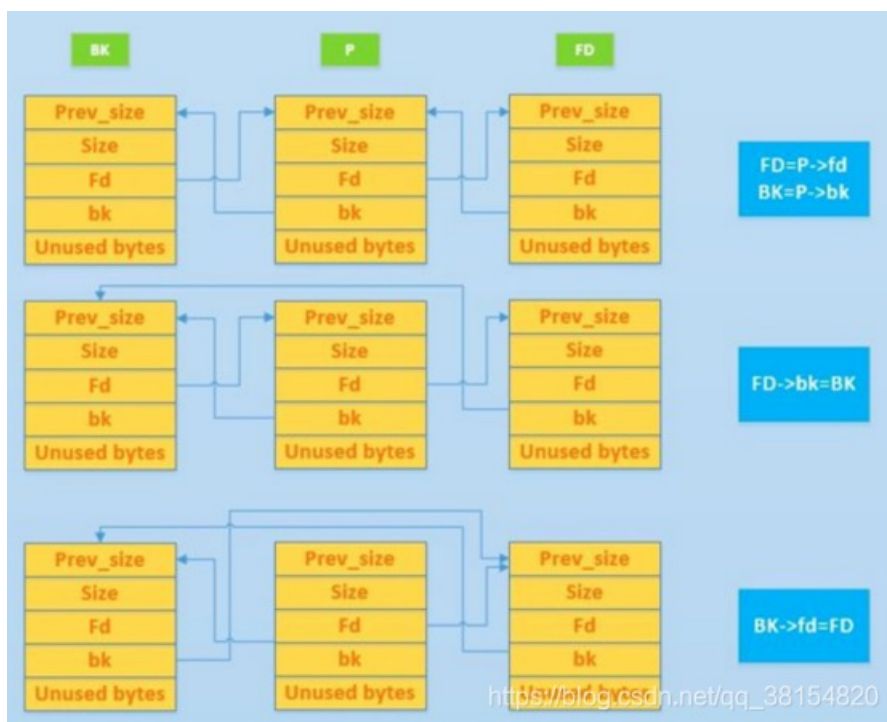 BK
P
FD
Prev_size
Size
Fd
bk
Unused bytes
Prev_size
Size
Fd
bk
Unused bytes
Prev_size
Size
Fd
bk
Unused bytes
FD=P->fd
BK=P->bk
Prev_size
Size
Fd
bk
Unused bytes
Prev_size
Size
Fd
bk
Unused bytes
Prev_size
Size
Fd
bk
Unused bytes
FD->bk=BK
Prev_size
Size
Fd
bk
Unused bytes
Prev_size
Size
Fd
bk
Unused bytes
Prev_size
Size
Fd
bk
Unused bytes
BK->fd=FD
https://blog.csdn.net/qq_38154820